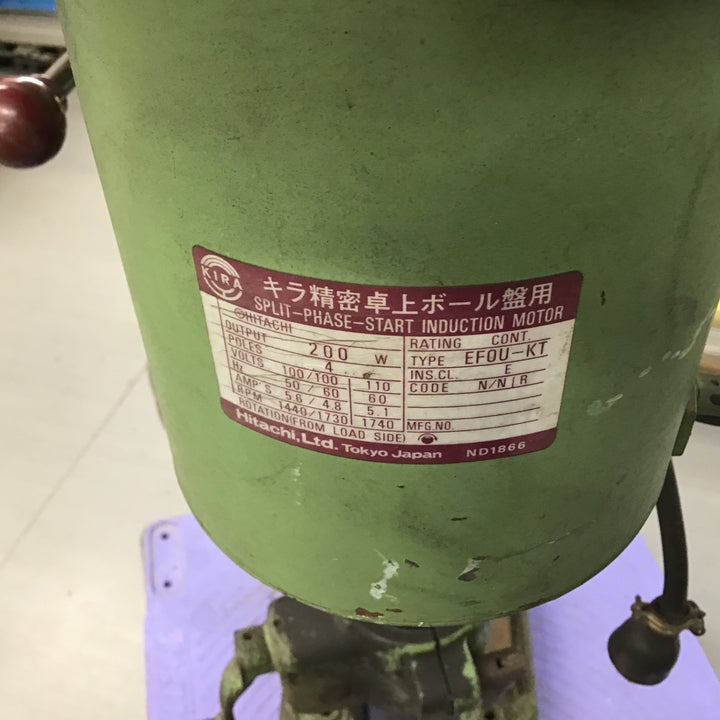 KIRA
キラ精密卓上ボール盤用
SPLIT-PHASE-START INDUCTION MOTOR
HITACHI
OUTPUT 200 W
POLES 4
VOLTS 100/100 110
Hz 50/60 60
AMP'S 5.6/4.8 5.1
RPM 1440/1730 1740
ROTATION(FROM LOAD SIDE)
RATING CONT.
TYPE EFOU-KT
INS.CL. E
CODE N/N|R
MFG.NO.
Hitachi,Ltd. Tokyo Japan ND1866